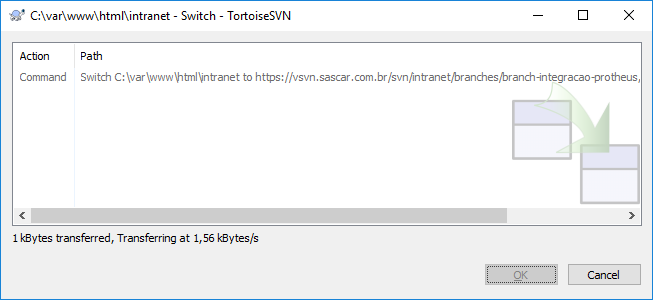 C:\var\www\html\intranet - Switch - TortoiseSVN
Action Path
Command Switch C:\var\www\html\intranet to https://vsvn.sascar.com.br/svn/intranet/branches/branch-integracao-protheus,
1 kBytes transferred, Transferring at 1,56 kBytes/s
OK Cancel